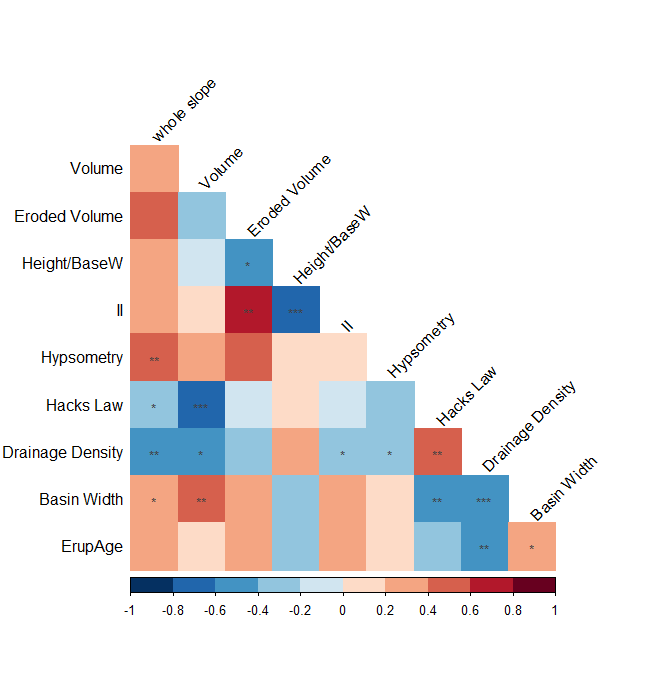 whole slope
Volume
Volume
Eroded Volume
Eroded Volume
Height/BaseW
*
Height/BaseW
II
**
***
II
Hypsometry
**
Hypsometry
Hacks Law
*
***
Hacks Law
Drainage Density
**
*
*
*
**
Drainage Density
Basin Width
*
**
**
***
Basin Width
ErupAge
**
*
-1 -0.8 -0.6 -0.4 -0.2 0 0.2 0.4 0.6 0.8 1